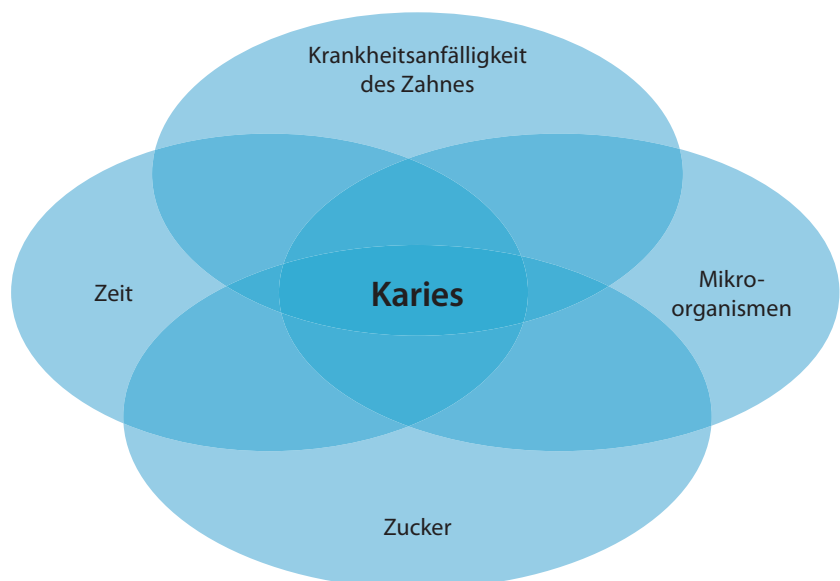 Krankheitsanfälligkeit
des Zahnes
Zeit
Karies
Mikro-
organismen
Zucker